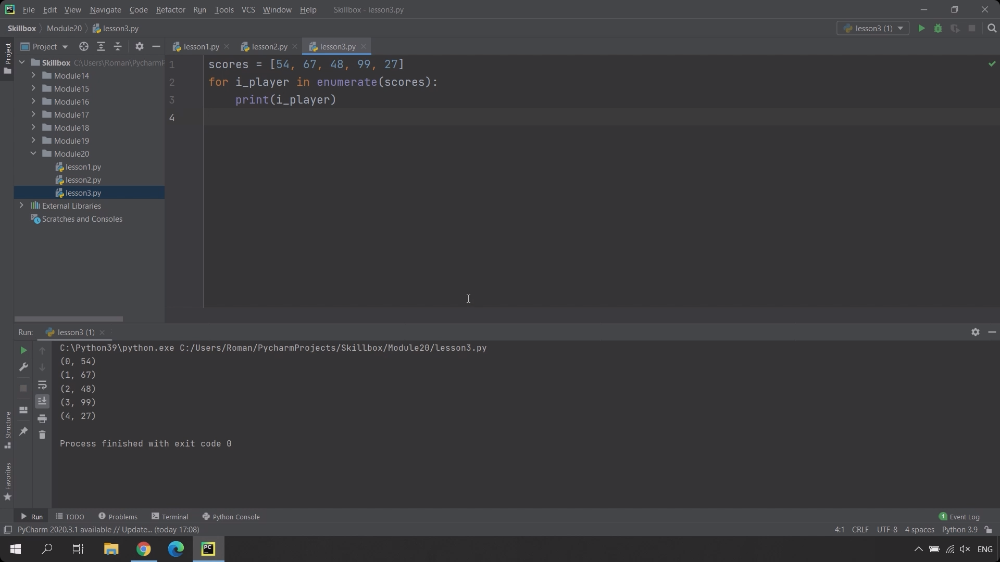 File Edit View Navigate Code Refactor Run Tools VCS Window Help Skillbox - lesson3.py
Skillbox Module20 lesson3.py lesson3 (1)
Project
Project lesson1.py lesson2.py lesson3.py
Skillbox C:\Users\Roman\PycharmP
Module14
Module15
Module16
Module17
Module18
Module19
Module20
lesson1.py
lesson2.py
lesson3.py
External Libraries
Scratches and Consoles
1 scores = [54, 67, 48, 99, 27]
2 for i_player in enumerate(scores):
3 print(i_player)
4
Run: lesson3 (1)
C:\Python39\python.exe C:/Users/Roman/PycharmProjects/Skillbox/Module20/lesson3.py
(0, 54)
(1, 67)
(2, 48)
(3, 99)
(4, 27)
Process finished with exit code 0
Structure
Favorites
Run TODO Problems Terminal Python Console 1 Event Log
PyCharm 2020.3.1 available // Update... (today 17:08) 4:1 CRLF UTF-8 4 spaces Python 3.9
PC ENG